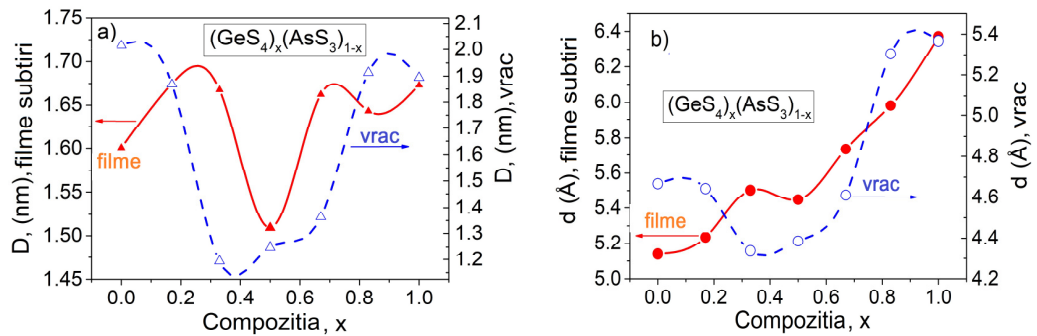 a)
(GeS4)x(AsS3)1-x
D, (nm), filme subtiri
1.75
1.70
1.65
1.60
1.55
1.50
1.45
filme
vrac
2.1
2.0
1.9
1.8
1.7
1.6
1.5
1.4
1.3
1.2
1.1
D, (nm), vrac
0.0 0.2 0.4 0.6 0.8 1.0
Compozitia, x
b)
(GeS4)x(AsS3)1-x
d (Å), filme subtiri
6.4
6.2
6.0
5.8
5.6
5.4
5.2
5.0
filme
vrac
5.4
5.2
5.0
4.8
4.6
4.4
4.2
d (Å), vrac
0.0 0.2 0.4 0.6 0.8 1.0
Compozitia, x